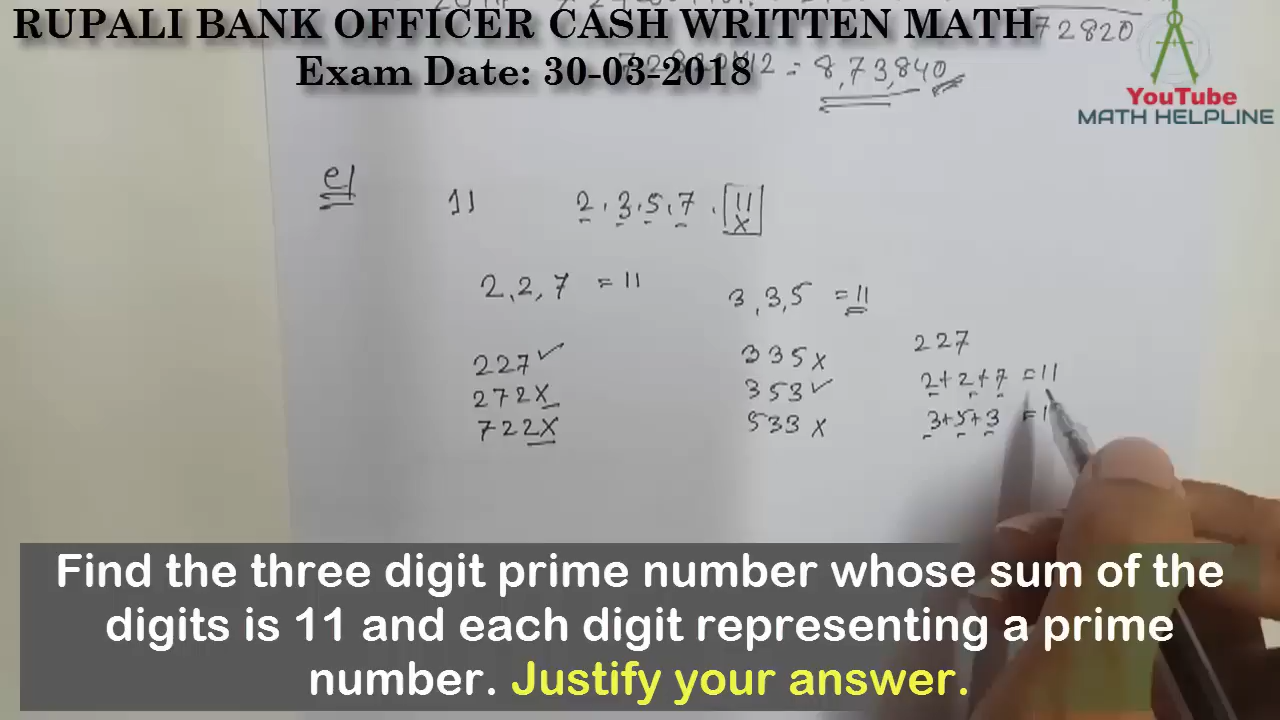 RUPALI BANK OFFICER CASH WRITTEN MATH
72820
Exam Date: 30-03-2018
= 8,73,840
YouTube
MATH HELPLINE
e)
11 2, 3, 5, 7, 11
x
2, 2, 7 = 11
3, 3, 5 = 11
227 ✓
272 X
722 X
335 x
353 ✓
533 x
227
2+2+7 = 11
3+5+3 = 1
Find the three digit prime number whose sum of the
digits is 11 and each digit representing a prime
number. Justify your answer.